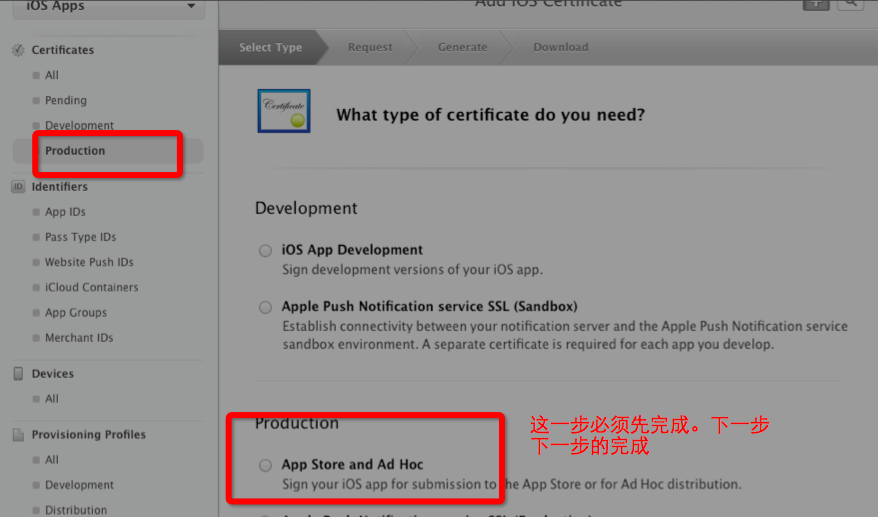 iOS Apps
Add iOS Certificate
Select Type
Request
Generate
Download
Certificates
All
Pending
Development
Production
ID
Identifiers
App IDs
Pass Type IDs
Website Push IDs
iCloud Containers
App Groups
Merchant IDs
Devices
All
Provisioning Profiles
All
Development
Distribution
Certificate
What type of certificate do you need?
Development
iOS App Development
Sign development versions of your iOS app.
Apple Push Notification service SSL (Sandbox)
Establish connectivity between your notification server and the Apple Push Notification service
sandbox environment. A separate certificate is required for each app you develop.
Production
App Store and Ad Hoc
Sign your iOS app for submission to the App Store or for Ad Hoc distribution.
这一步必须先完成。下一步
下一步的完成